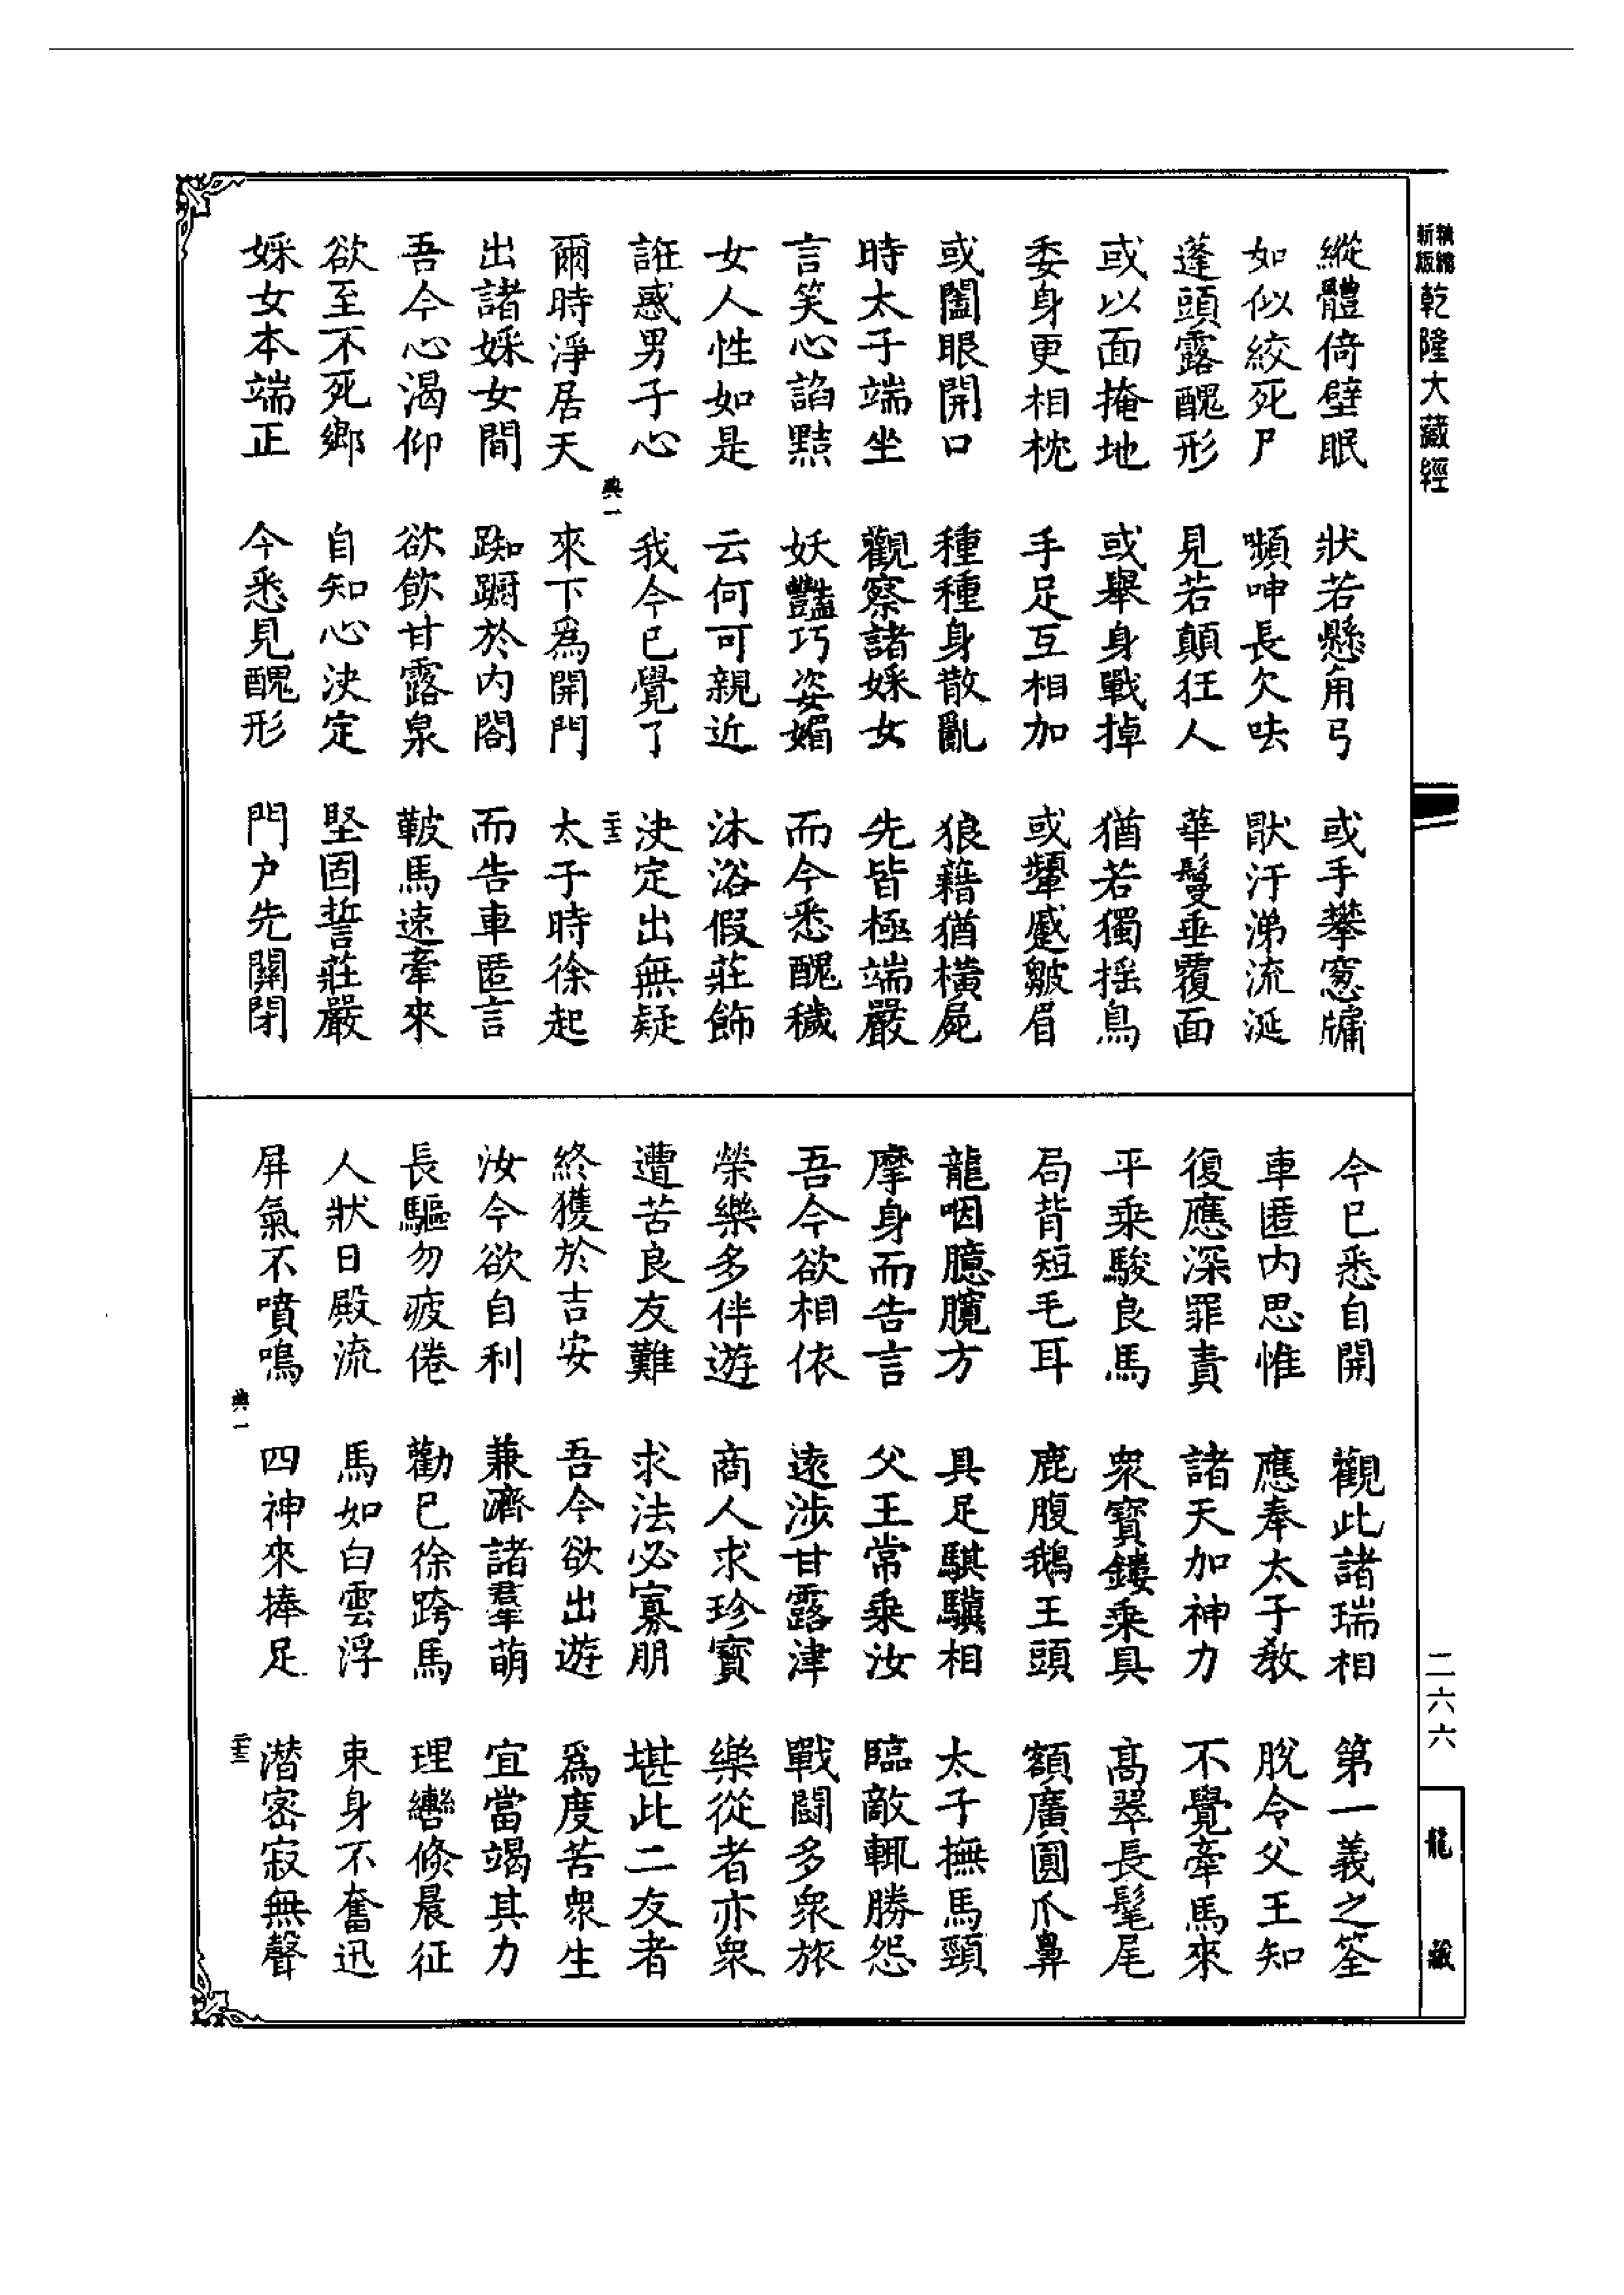 新編縮版 乾隆大藏經
縱體倚壁眠 狀若懸角弓 或手攀窓牖
如似絞死尸 嚬呻長欠呿 猒汗涕流涎
蓬頭露醜形 見若顛狂人 華鬘垂覆面
或以面掩地 或舉身戰掉 猶若獨搖鳥
委身更相枕 手足互相加 或顰蹙皺眉
或闔眼開口 種種身散亂 狼藉猶橫屍
時太子端坐 觀察諸婇女 先皆極端嚴
言笑心諂黠 妖豔巧姿媚 而今悉醜穢
女人性如是 云何可親近 沐浴假莊飾
誑惑男子心 我今已覺了 決定出無疑
典一 二十三
爾時淨居天 來下為開門 太子時徐起
出諸婇女間 踟躕於內閤 而告車匿言
吾今心渴仰 欲飲甘露泉 鞁馬速牽來
欲至不死鄉 自知心決定 堅固誓莊嚴
婇女本端正 今悉見醜形 門戶先關閉
今已悉自開 觀此諸瑞相 第一義之筌
車匿內思惟 應奉太子教 脫令父王知
復應深罪責 諸天加神力 不覺牽馬來
平乘駿良馬 眾寶鏤乘具 高翠長髦尾
局背短毛耳 鹿腹鵝王頸 額廣圓爪鼻
龍咽臆臗方 具足騏驥相 太子撫馬頸
摩身而告言 父王常乘汝 臨敵輒勝怨
吾今欲相依 遠涉甘露津 戰鬪多眾旅
榮樂多伴遊 商人求珍寶 樂從者亦眾
遭苦良友難 求法必寡朋 堪此二友者
終獲於吉安 吾今欲出遊 為度苦眾生
汝今欲自利 兼濟諸羣萌 宜當竭其力
長驅勿疲倦 勸已徐跨馬 理轡倏晨征
人狀日殿流 馬如白雲浮 束身不奮迅
屏氣不噴鳴 四神來捧足 潛密寂無聲
典一 二十三
二六六
龍藏